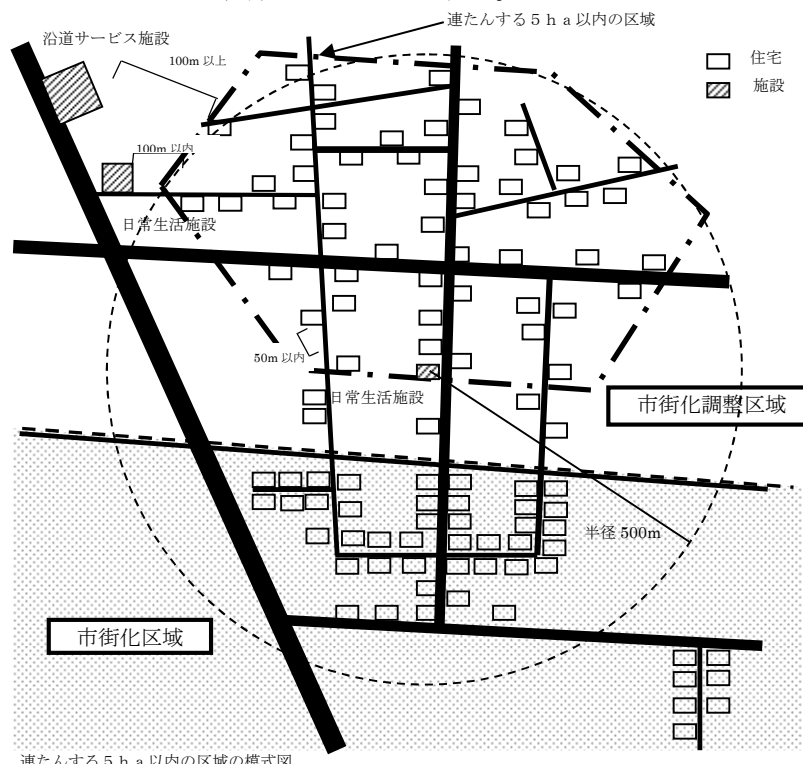 連たんする5ha以内の区域
沿道サービス施設
住宅
100m 以上
施設
100m 以内
日常生活施設
50m 以内
日常生活施設
市街化調整区域
半径 500m
市街化区域
連たんする5ha以内の区域の模式図